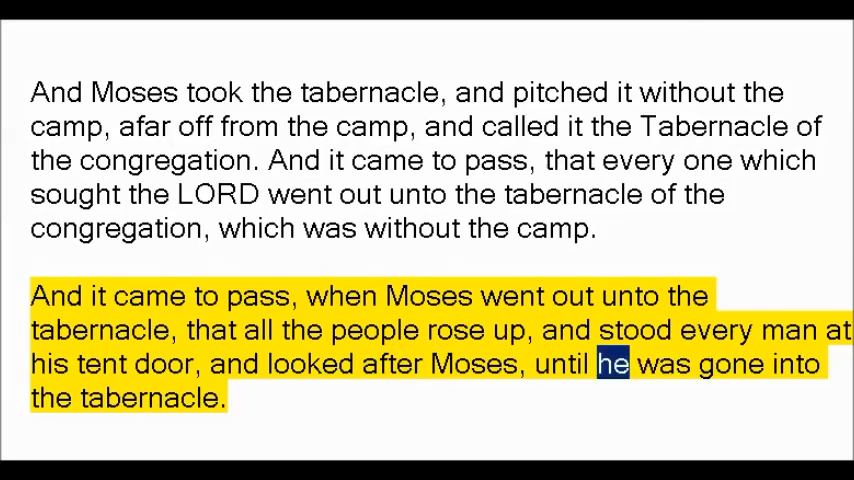 And Moses took the tabernacle, and pitched it without the
camp, afar off from the camp, and called it the Tabernacle of
the congregation. And it came to pass, that every one which
sought the LORD went out unto the tabernacle of the
congregation, which was without the camp.
And it came to pass, when Moses went out unto the
tabernacle, that all the people rose up, and stood every man at
his tent door, and looked after Moses, until he was gone into
the tabernacle.